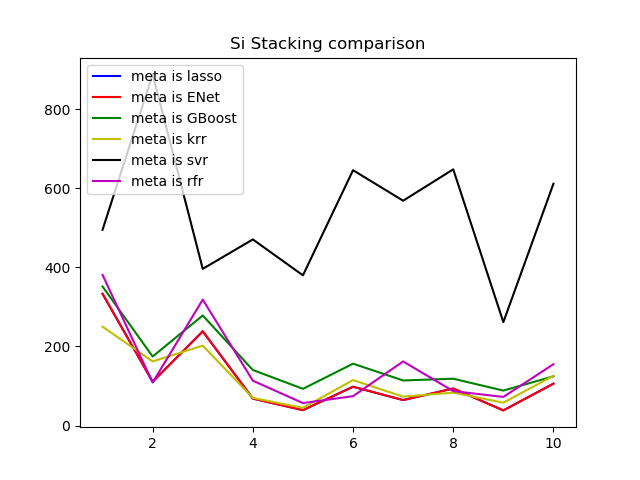 Si Stacking comparison
meta is lasso
meta is ENet
meta is GBoost
meta is krr
meta is svr
meta is rfr
800
600
400
200
0
2 4 6 8 10